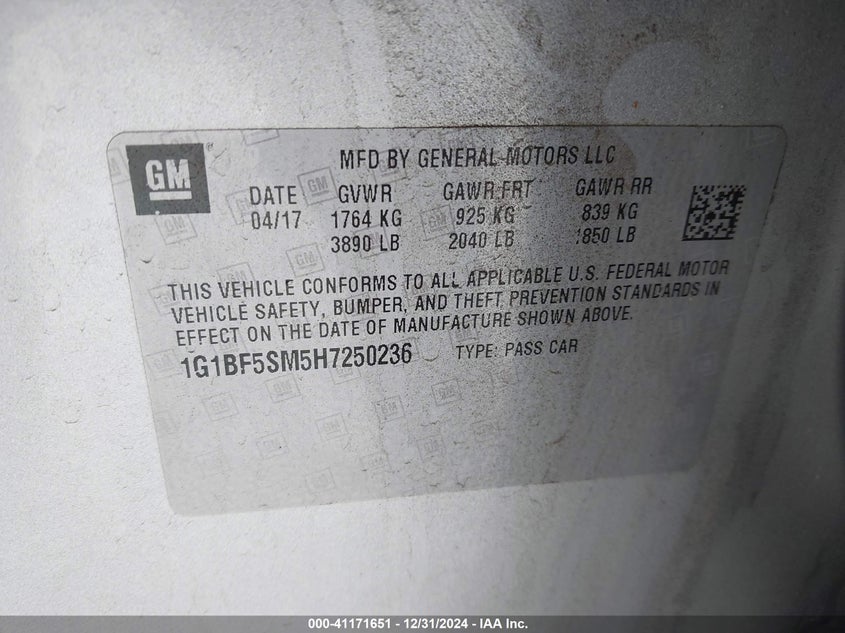 GM
MFD BY GENERAL MOTORS LLC
DATE GVWR GAWR FRT GAWR RR
04/17 1764 KG 925 KG 839 KG
3890 LB 2040 LB 1850 LB
THIS VEHICLE CONFORMS TO ALL APPLICABLE U.S. FEDERAL MOTOR
VEHICLE SAFETY, BUMPER, AND THEFT PREVENTION STANDARDS IN
EFFECT ON THE DATE OF MANUFACTURE SHOWN ABOVE.
1G1BF5SM5H7250236 TYPE: PASS CAR
000-41171651 - 12/31/2024 - IAA Inc.